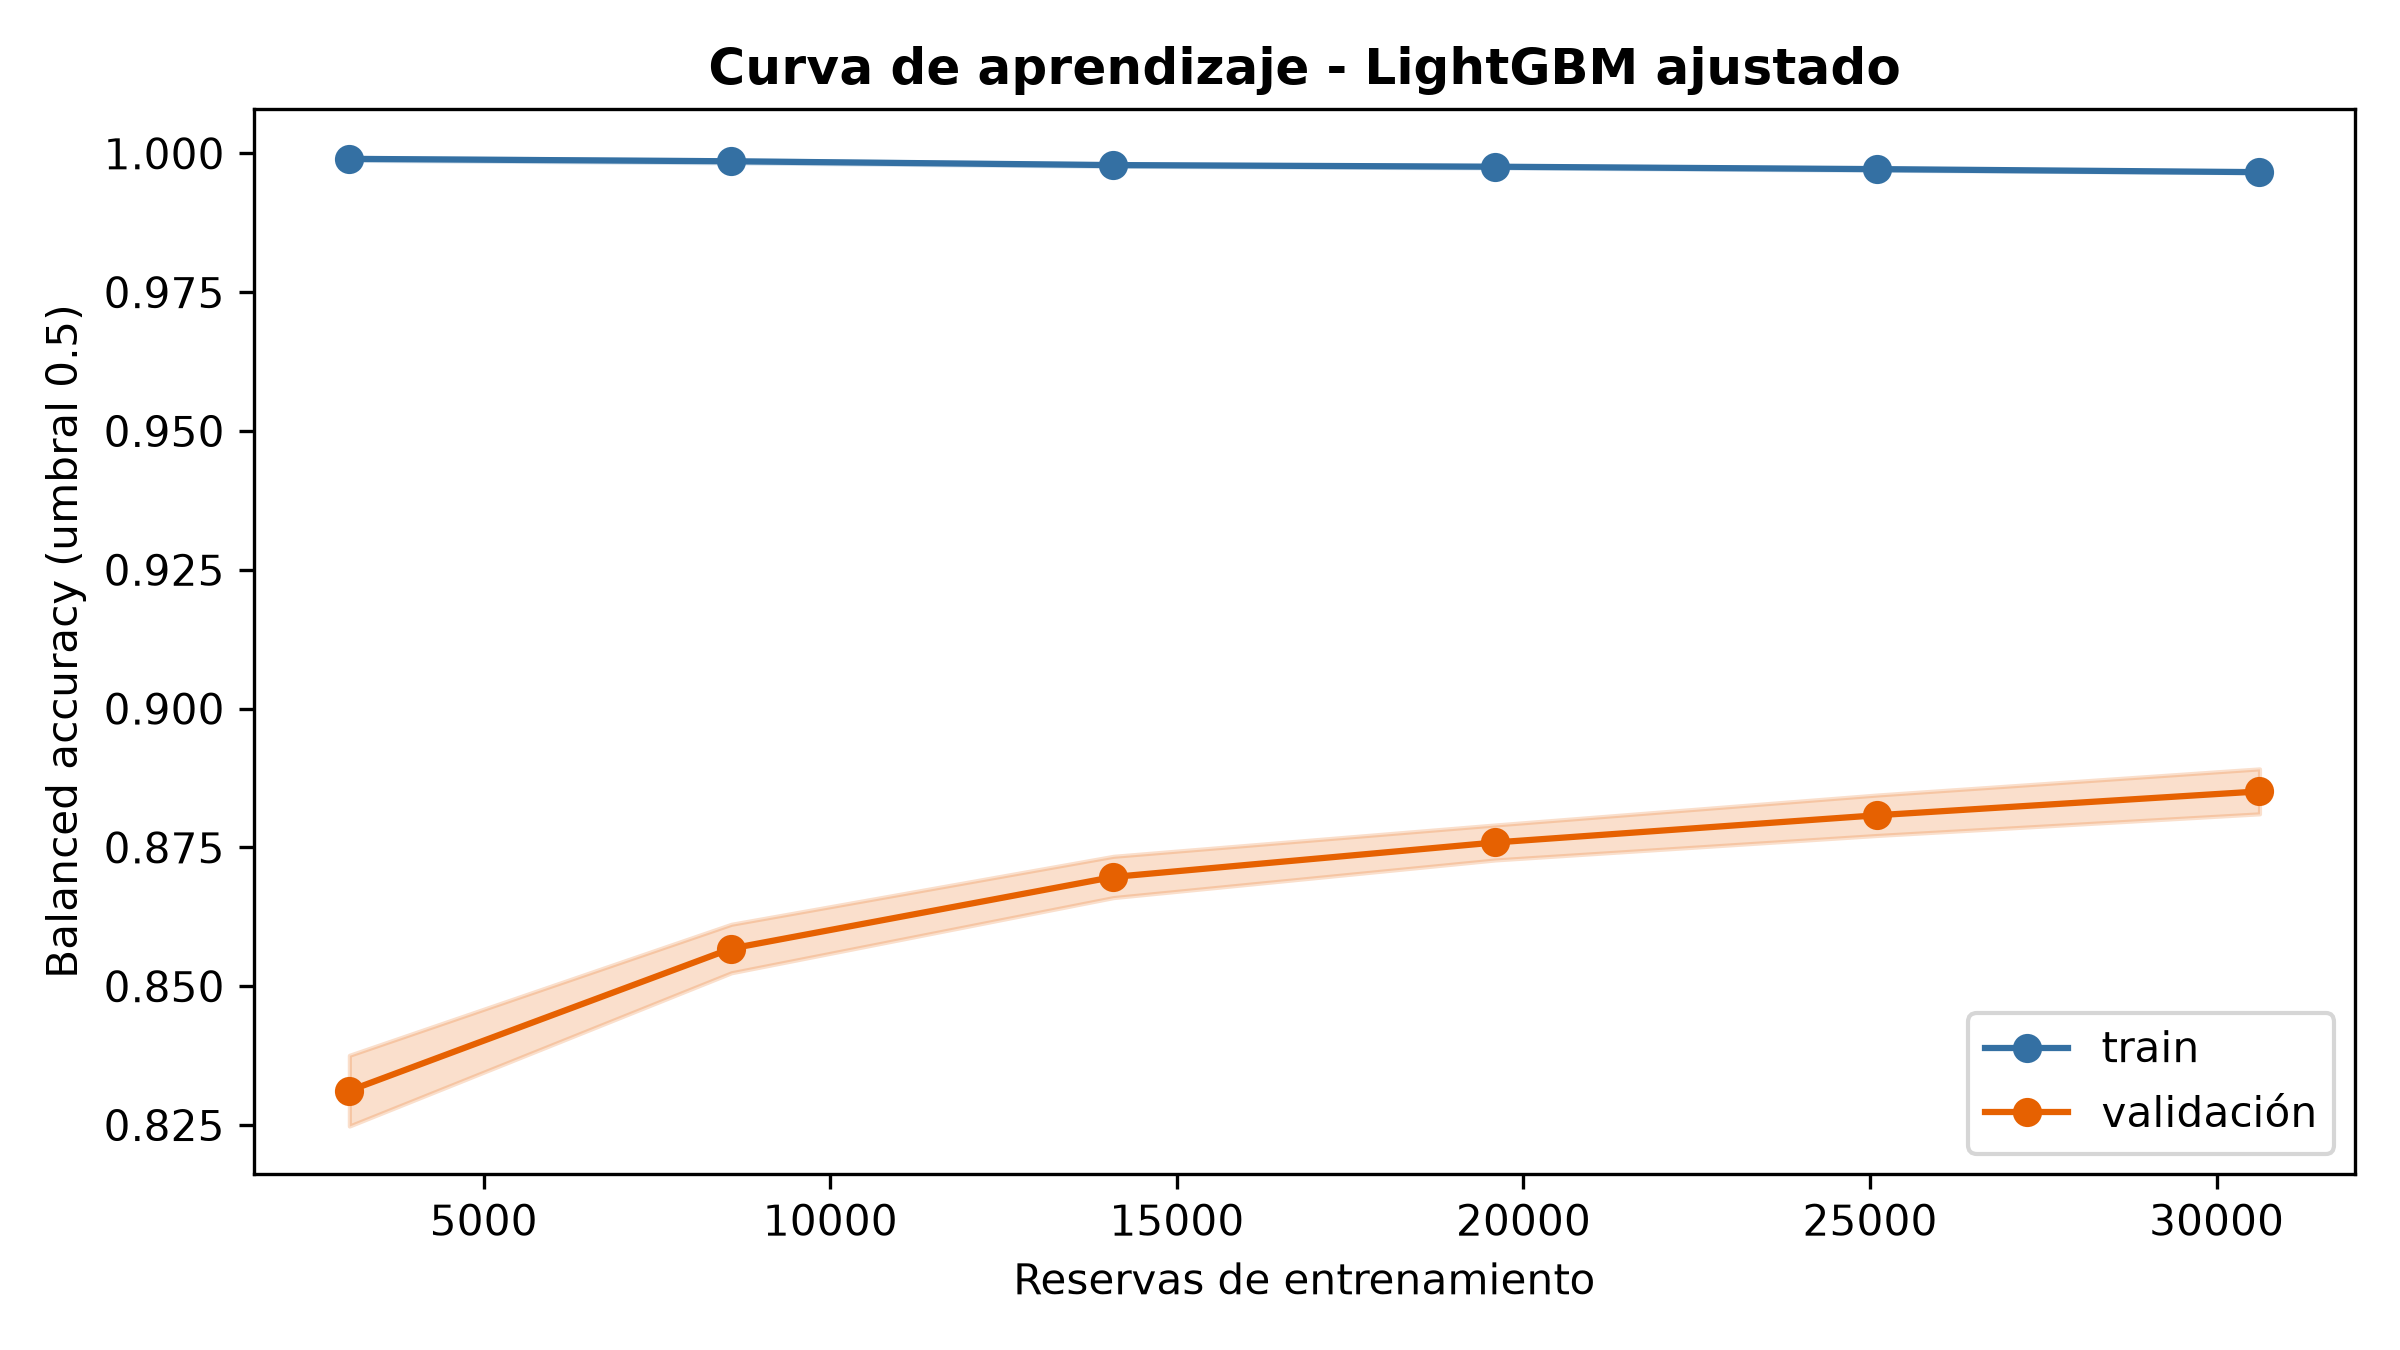 Curva de aprendizaje - LightGBM ajustado
Balanced accuracy (umbral 0.5)
1.000
0.975
0.950
0.925
0.900
0.875
0.850
0.825
train
validación
5000
10000
15000
20000
25000
30000
Reservas de entrenamiento